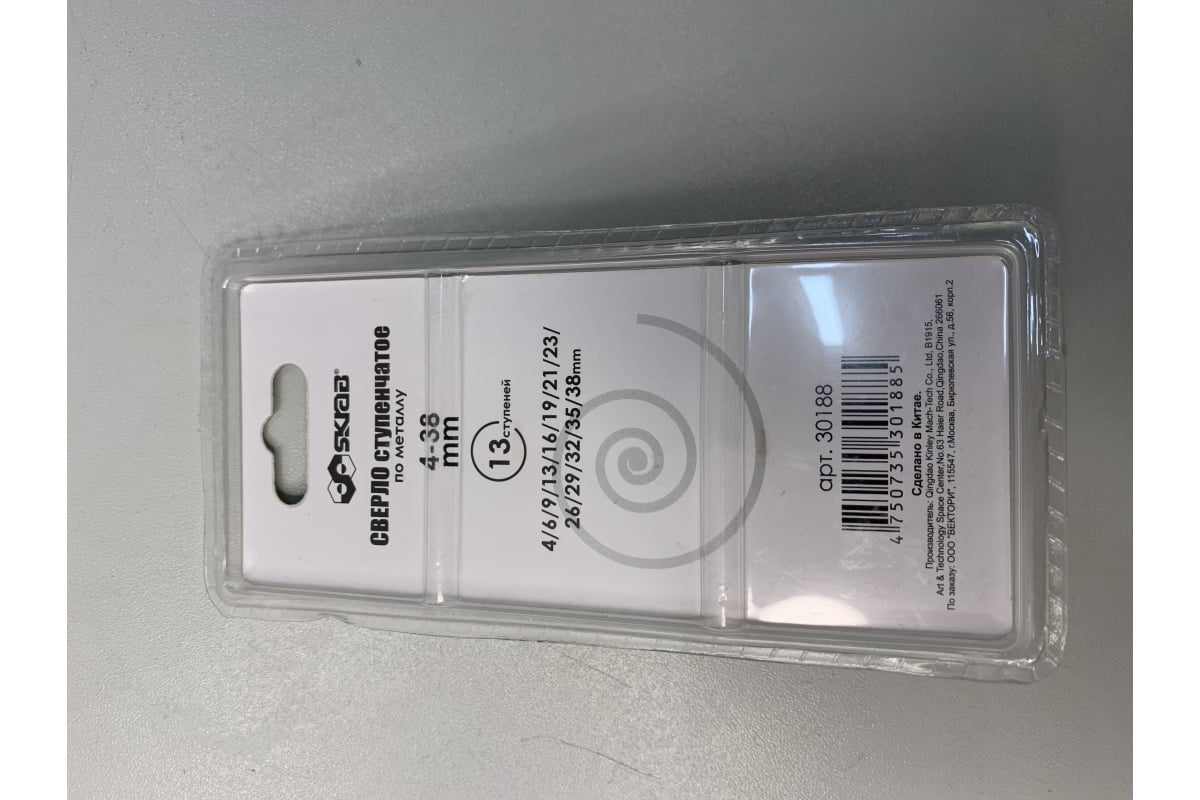 SKRAB®
СВЕРЛО СТУПЕНЧАТОЕ
по металлу
4-38
mm
13
ступеней
4/6/9/13/16/19/21/23/
26/29/32/35/38mm
арт. 30188
4 750735 301885
Сделано в Китае.
Производитель: Qingdao Kinley Mach-Tech Co., Ltd, B1915,
Art & Technology Space Center,No.63 Haier Road,Qingdao,China 266061
По заказу: ООО "ВЕКТОРИ", 115547, г.Москва, Бирюлевская ул., д.56, корп.2